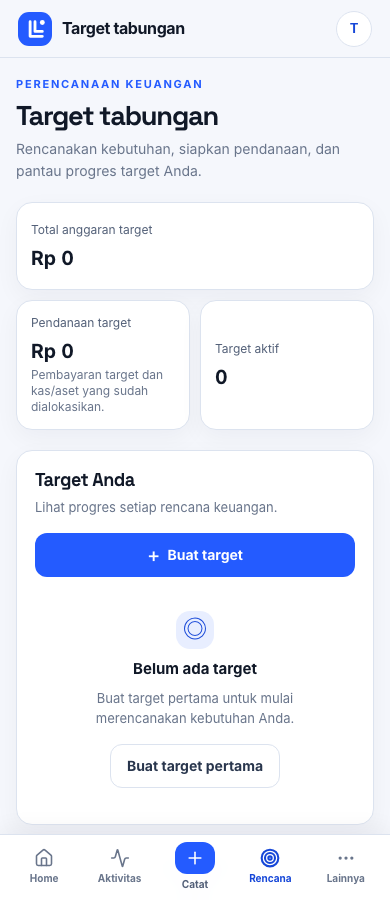 Target tabungan
T
PERENCANAAN KEUANGAN
Target tabungan
Rencanakan kebutuhan, siapkan pendanaan, dan
pantau progres target Anda.
Total anggaran target
Rp 0
Pendanaan target
Rp 0
Pembayaran target dan
kas/aset yang sudah
dialokasikan.
Target aktif
0
Target Anda
Lihat progres setiap rencana keuangan.
+ Buat target
Belum ada target
Buat target pertama untuk mulai
merencanakan kebutuhan Anda.
Buat target pertama
Home
Aktivitas
Catat
Rencana
Lainnya